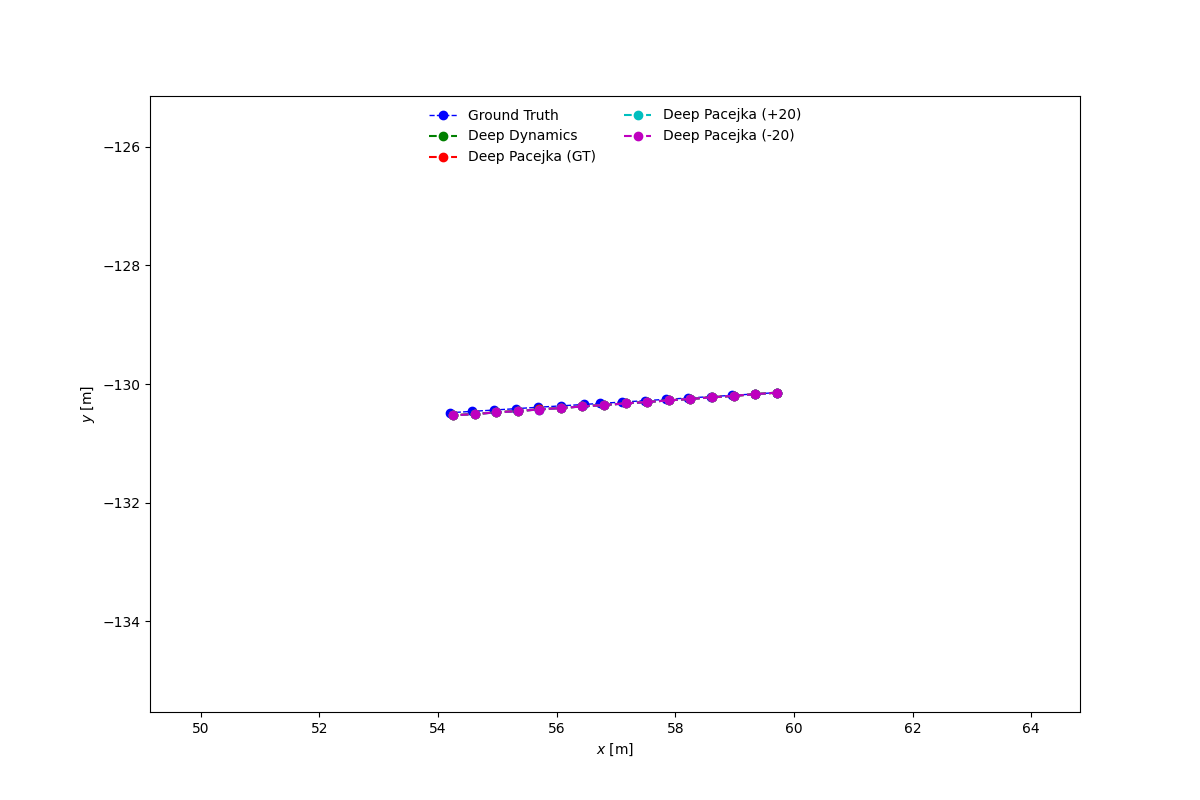 Ground Truth
Deep Dynamics
Deep Pacejka (GT)
Deep Pacejka (+20)
Deep Pacejka (-20)
−126
−128
−130
−132
−134
y [m]
50 52 54 56 58 60 62 64
x [m]